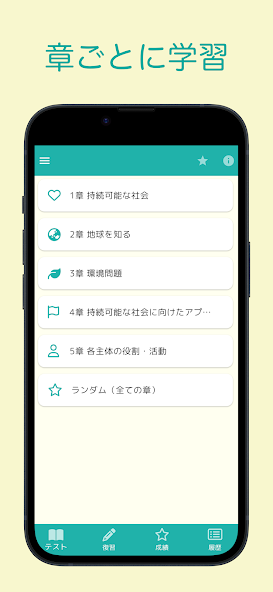 章ごとに学習
1章 持続可能な社会
2章 地球を知る
3章 環境問題
4章 持続可能な社会に向けたアプ…
5章 各主体の役割・活動
ランダム（全ての章）
テスト
復習
成績
履歴